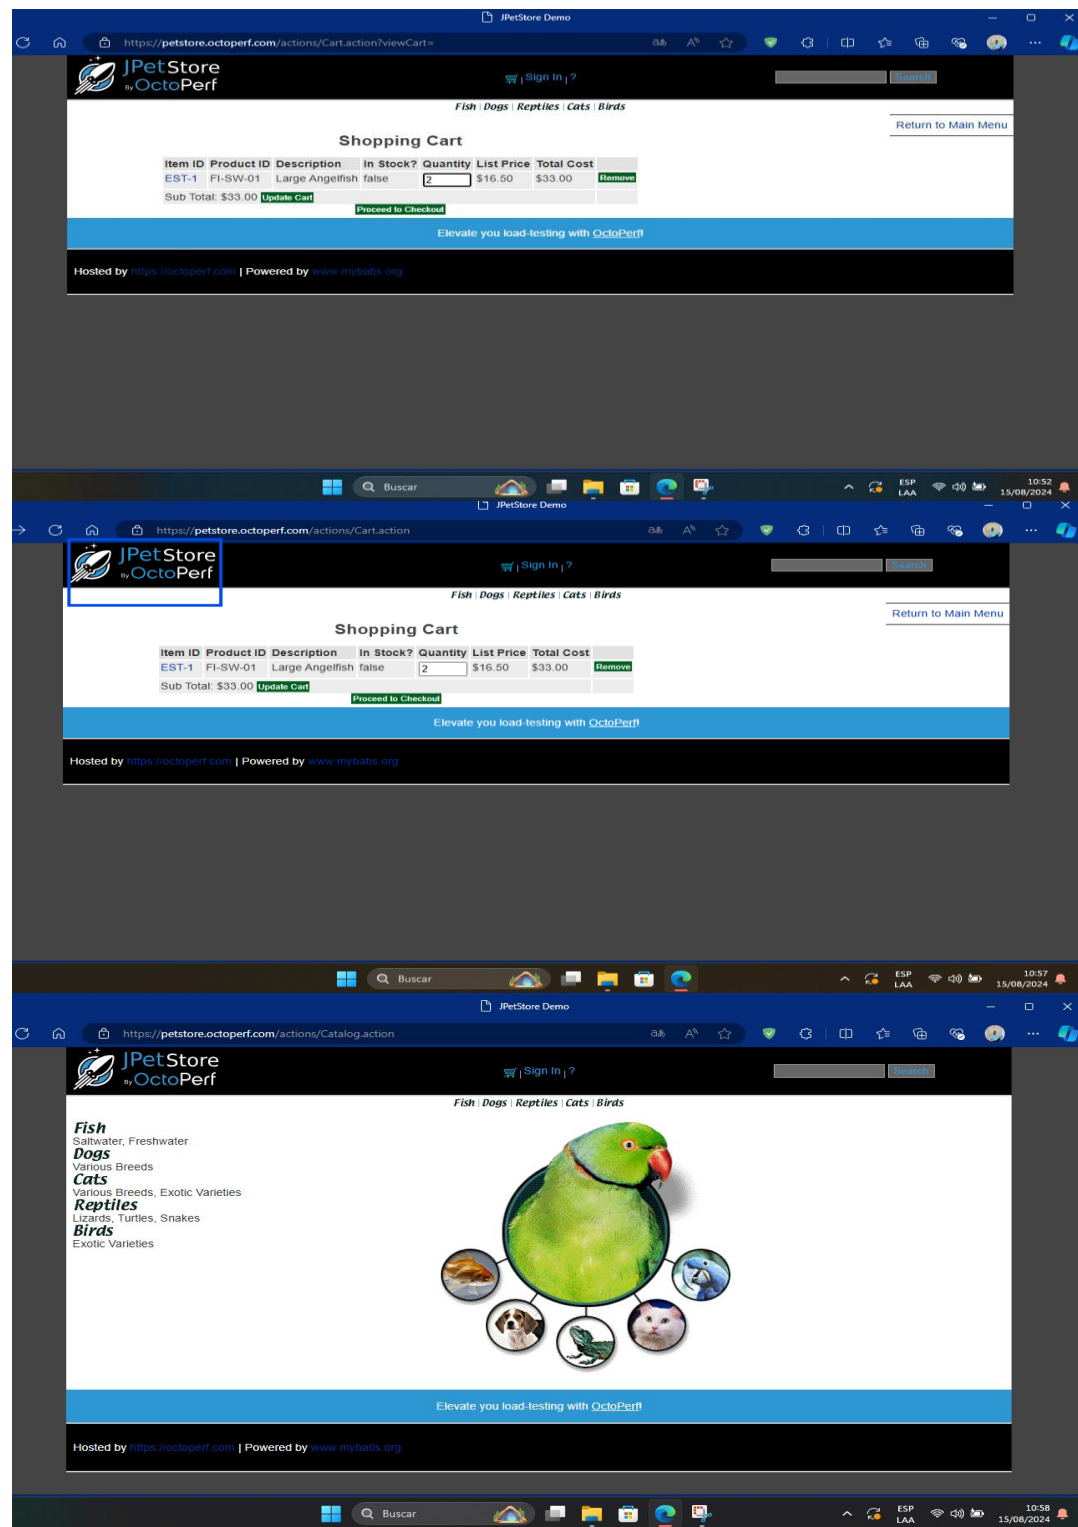 JPetStore Demo
https://petstore.octoperf.com/actions/Cart.action?viewCart=
JPetStore
By OctoPerf
Sign In | ?
Search
Fish | Dogs | Reptiles | Cats | Birds
Return to Main Menu
Shopping Cart
Item ID Product ID Description In Stock? Quantity List Price Total Cost
EST-1 FI-SW-01 Large Angelfish false 2 $16.50 $33.00 Remove
Sub Total: $33.00 Update Cart
Proceed to Checkout
Elevate you load-testing with OctoPerf!
Hosted by https://octoperf.com | Powered by www.mybatis.org
Buscar
ESP
LAA
10:52
15/08/2024
JPetStore Demo
https://petstore.octoperf.com/actions/Cart.action
JPetStore
By OctoPerf
Sign In | ?
Search
Fish | Dogs | Reptiles | Cats | Birds
Return to Main Menu
Shopping Cart
Item ID Product ID Description In Stock? Quantity List Price Total Cost
EST-1 FI-SW-01 Large Angelfish false 2 $16.50 $33.00 Remove
Sub Total: $33.00 Update Cart
Proceed to Checkout
Elevate you load-testing with OctoPerf!
Hosted by https://octoperf.com | Powered by www.mybatis.org
Buscar
ESP
LAA
10:57
15/08/2024
JPetStore Demo
https://petstore.octoperf.com/actions/Catalog.action
JPetStore
By OctoPerf
Sign In | ?
Search
Fish | Dogs | Reptiles | Cats | Birds
Fish
Saltwater, Freshwater
Dogs
Various Breeds
Cats
Various Breeds, Exotic Varieties
Reptiles
Lizards, Turtles, Snakes
Birds
Exotic Varieties
Elevate you load-testing with OctoPerf!
Hosted by https://octoperf.com | Powered by www.mybatis.org
Buscar
ESP
LAA
10:58
15/08/2024